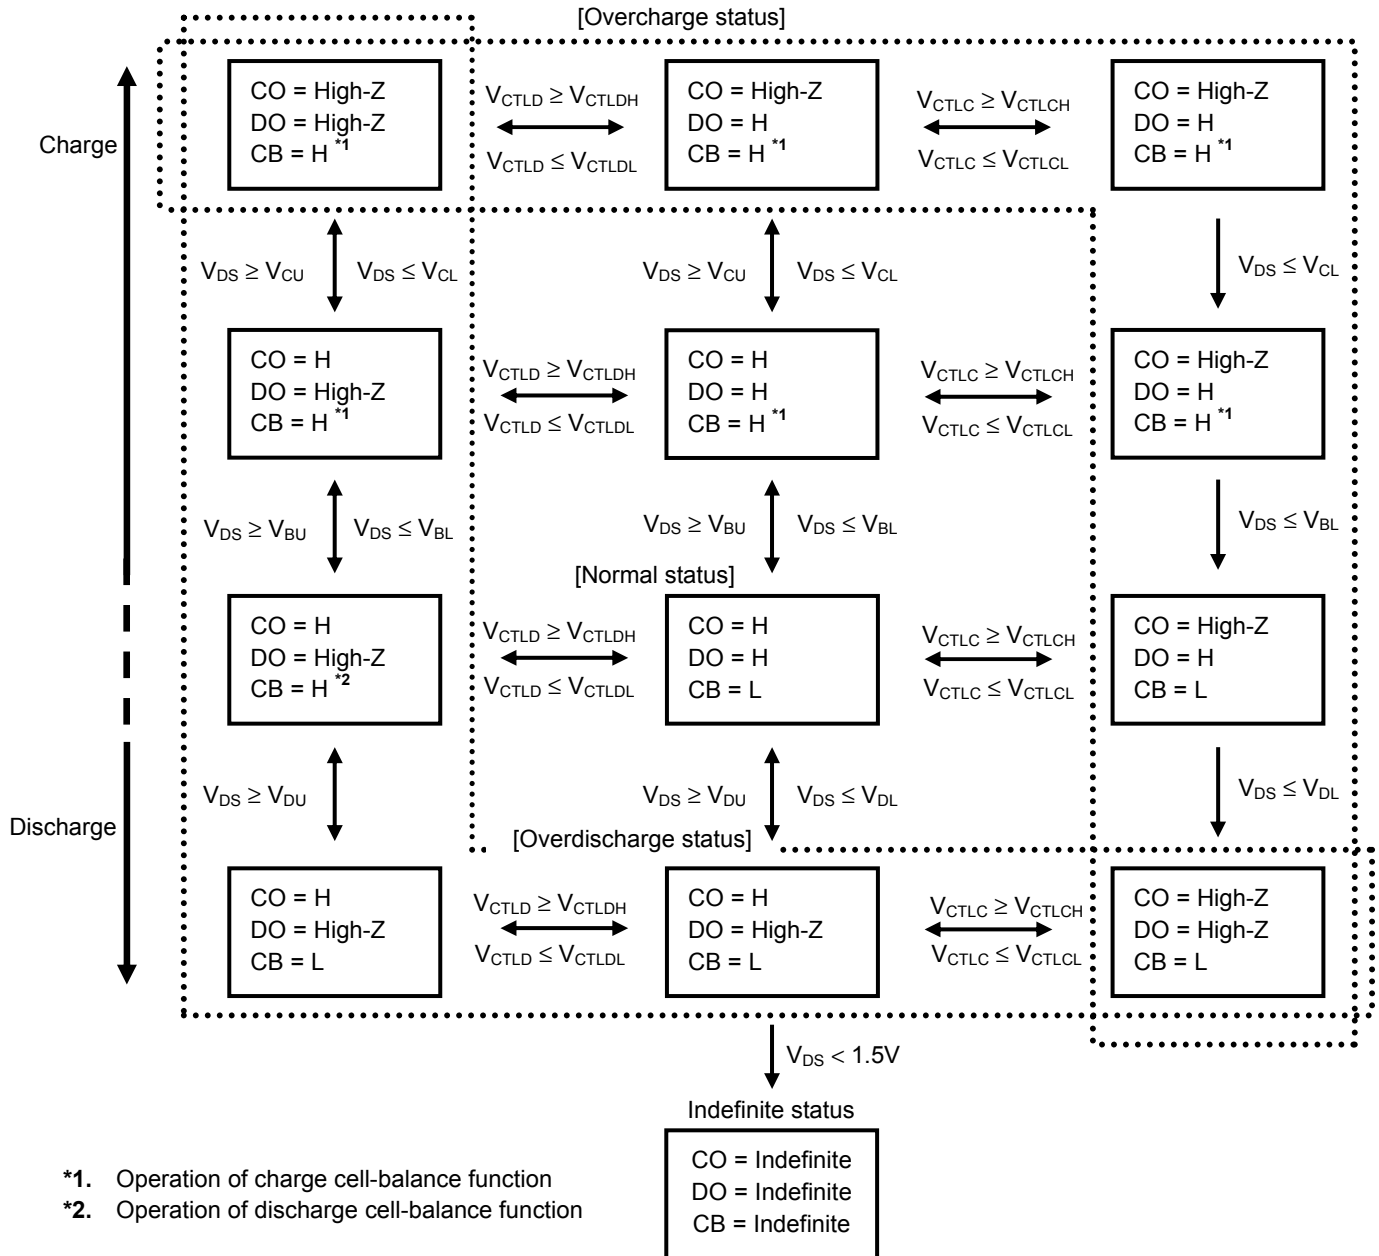 [Overcharge status]
Charge
CO = High-Z
DO = High-Z
CB = H *1
VCTLD ≥ VCTLDH
VCTLD ≤ VCTLDL
CO = High-Z
DO = H
CB = H *1
VCTLC ≥ VCTLCH
VCTLC ≤ VCTLCL
CO = High-Z
DO = H
CB = H *1
VDS ≥ VCU
VDS ≤ VCL
VDS ≥ VCU
VDS ≤ VCL
VDS ≤ VCL
CO = H
DO = High-Z
CB = H *1
VCTLD ≥ VCTLDH
VCTLD ≤ VCTLDL
CO = H
DO = H
CB = H *1
VCTLC ≥ VCTLCH
VCTLC ≤ VCTLCL
CO = High-Z
DO = H
CB = H *1
VDS ≥ VBU
VDS ≤ VBL
VDS ≥ VBU
VDS ≤ VBL
VDS ≤ VBL
[Normal status]
CO = H
DO = High-Z
CB = H *2
VCTLD ≥ VCTLDH
VCTLD ≤ VCTLDL
CO = H
DO = H
CB = L
VCTLC ≥ VCTLCH
VCTLC ≤ VCTLCL
CO = High-Z
DO = H
CB = L
VDS ≥ VDU
VDS ≥ VDU
VDS ≤ VDL
VDS ≤ VDL
Discharge
[Overdischarge status]
CO = H
DO = High-Z
CB = L
VCTLD ≥ VCTLDH
VCTLD ≤ VCTLDL
CO = H
DO = High-Z
CB = L
VCTLC ≥ VCTLCH
VCTLC ≤ VCTLCL
CO = High-Z
DO = High-Z
CB = L
VDS < 1.5V
Indefinite status
CO = Indefinite
DO = Indefinite
CB = Indefinite
*1. Operation of charge cell-balance function
*2. Operation of discharge cell-balance function